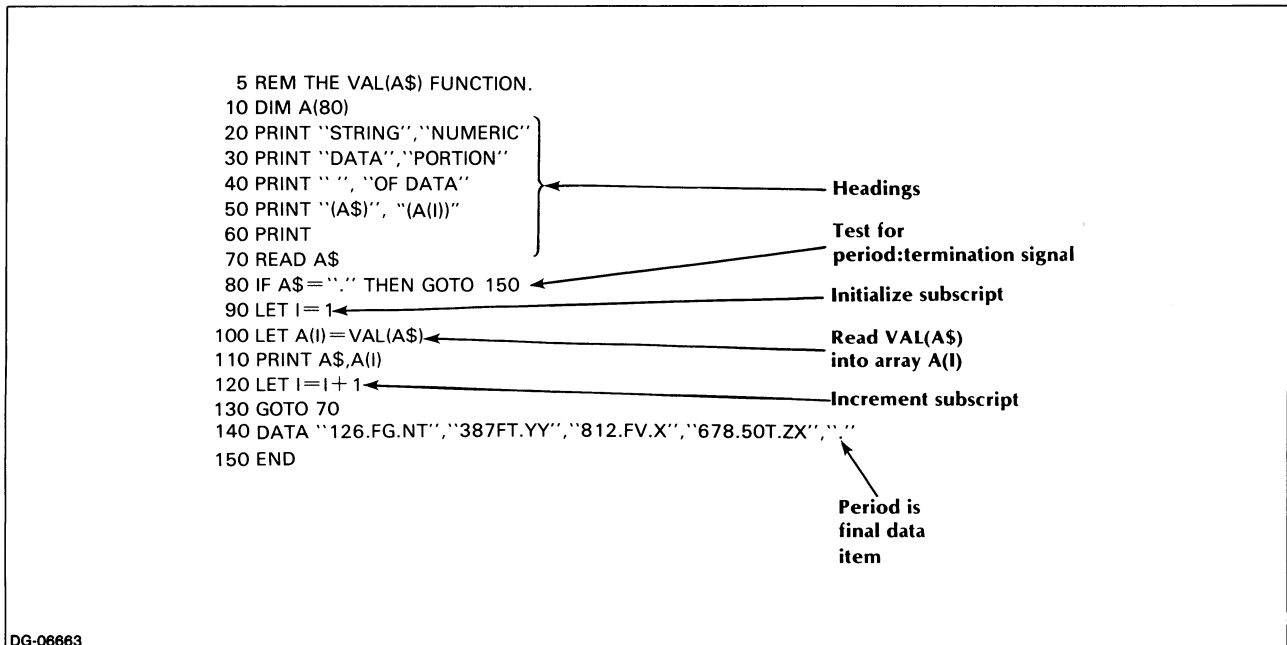 5 REM THE VAL(A$) FUNCTION.
10 DIM A(80)
20 PRINT ``STRING'',``NUMERIC''
30 PRINT ``DATA'',``PORTION''
40 PRINT `` '', ``OF DATA''
50 PRINT ``(A$)'', “(A(I))”
60 PRINT
70 READ A$
80 IF A$=``.'' THEN GOTO 150
90 LET I=1
100 LET A(I)=VAL(A$)
110 PRINT A$,A(I)
120 LET I=I+1
130 GOTO 70
140 DATA ``126.FG.NT'',``387FT.YY'',``812.FV.X'',``678.50T.ZX'',``.''
150 END
Headings
Test for
period:termination signal
Initialize subscript
Read VAL(A$)
into array A(I)
Increment subscript
Period is
final data
item
DG-06663